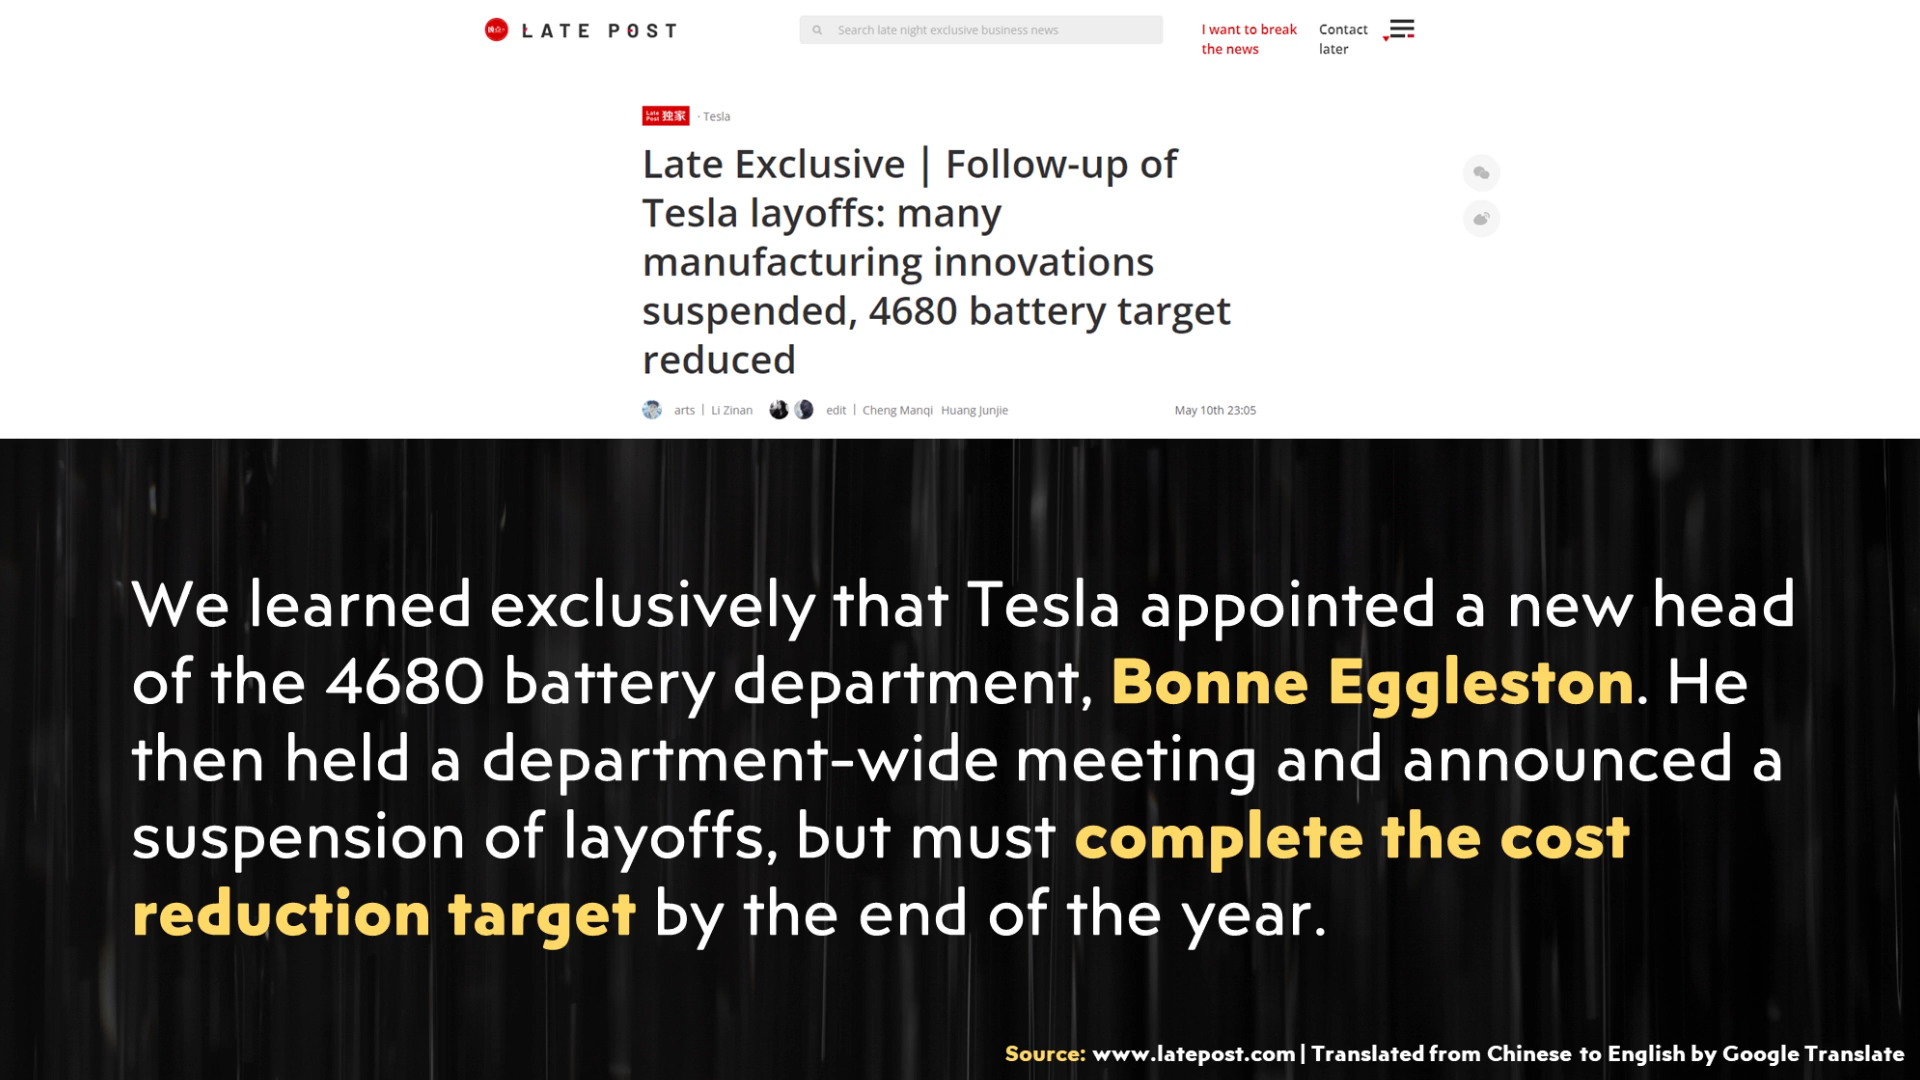 LATE POST
Search late night exclusive business news
I want to break
the news
Contact
later
Late
Post 独家 · Tesla
Late Exclusive | Follow-up of
Tesla layoffs: many
manufacturing innovations
suspended, 4680 battery target
reduced
arts | Li Zinan edit | Cheng Manqi Huang Junjie May 10th 23:05
We learned exclusively that Tesla appointed a new head
of the 4680 battery department, Bonne Eggleston. He
then held a department-wide meeting and announced a
suspension of layoffs, but must complete the cost
reduction target by the end of the year.
Source: www.latepost.com | Translated from Chinese to English by Google Translate